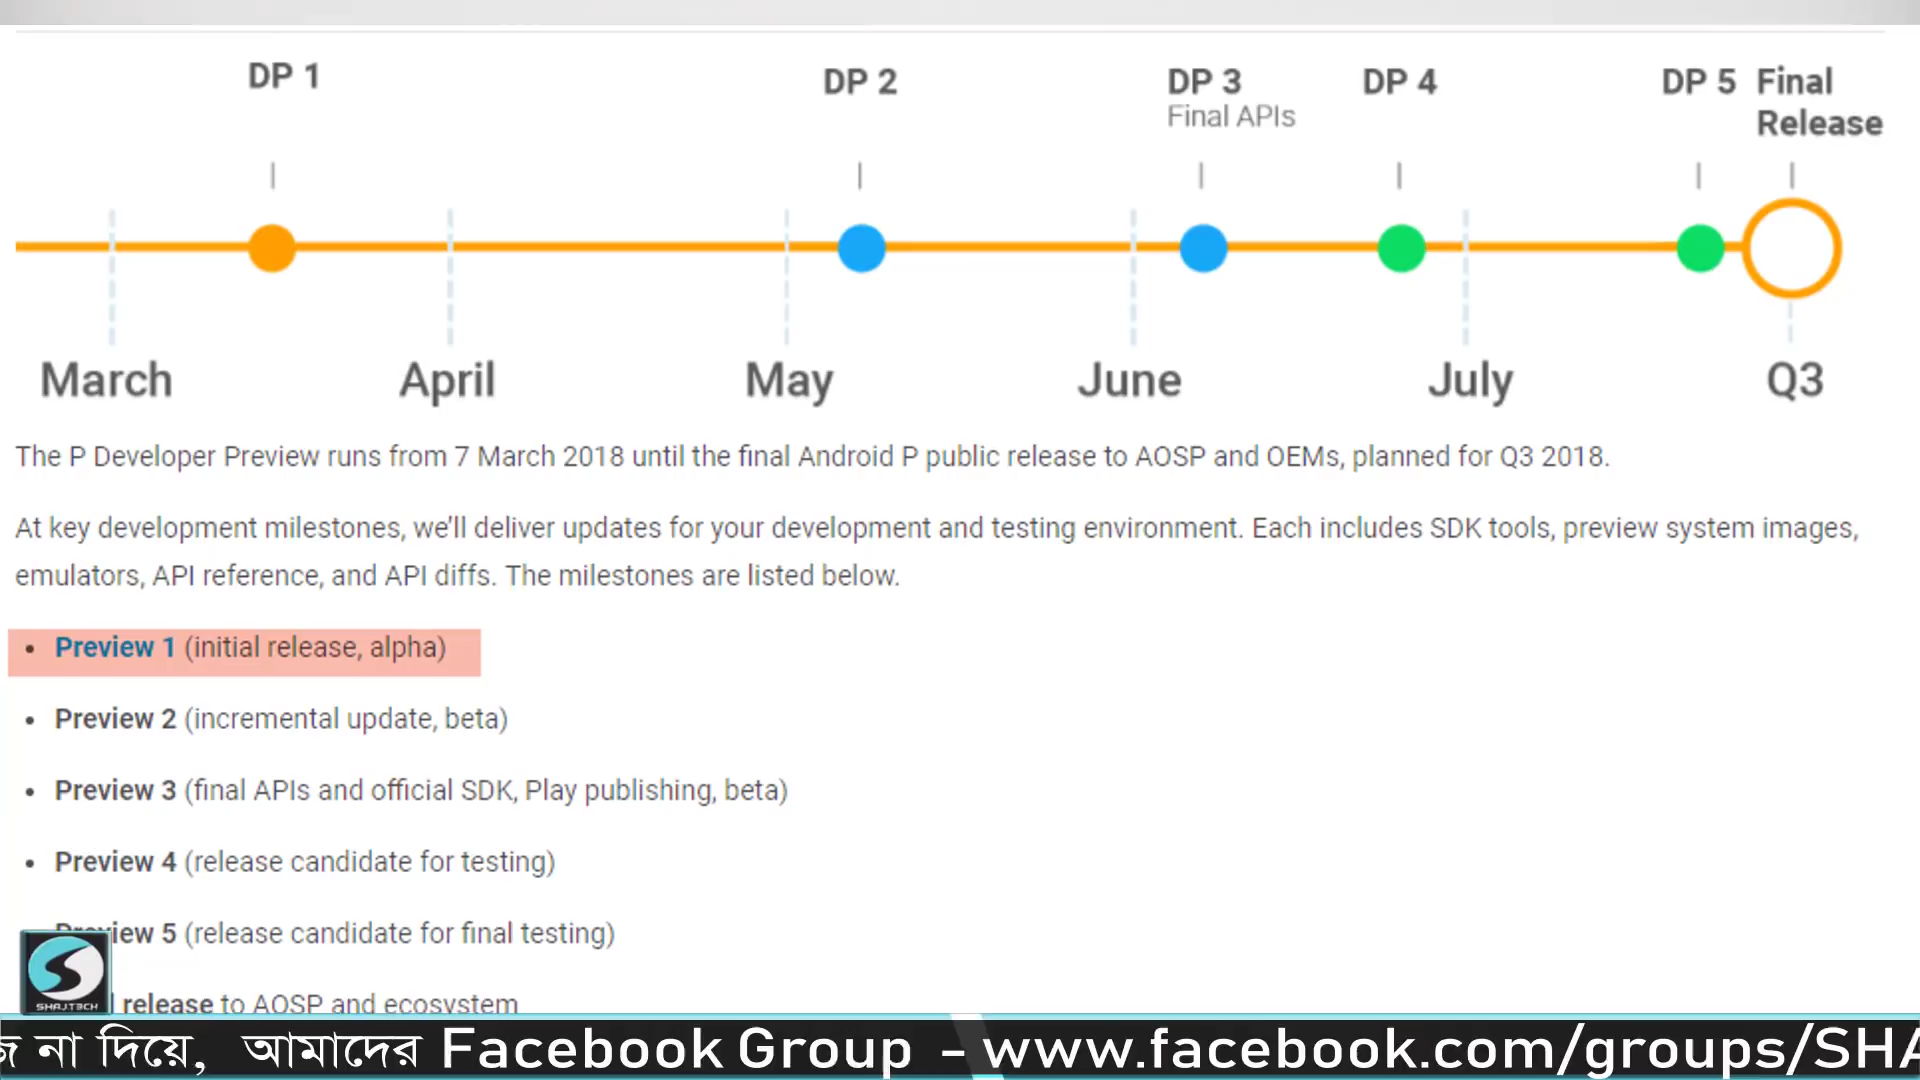 DP 1
DP 2
DP 3
Final APIs
DP 4
DP 5
Final
Release
March
April
May
June
July
Q3
The P Developer Preview runs from 7 March 2018 until the final Android P public release to AOSP and OEMs, planned for Q3 2018.
At key development milestones, we'll deliver updates for your development and testing environment. Each includes SDK tools, preview system images,
emulators, API reference, and API diffs. The milestones are listed below.
• Preview 1 (initial release, alpha)
• Preview 2 (incremental update, beta)
• Preview 3 (final APIs and official SDK, Play publishing, beta)
• Preview 4 (release candidate for testing)
iew 5 (release candidate for final testing)
release to AOSP and ecosystem
SHAJTECH
না দিয়ে, আমাদের Facebook Group - www.facebook.com/groups/SHA